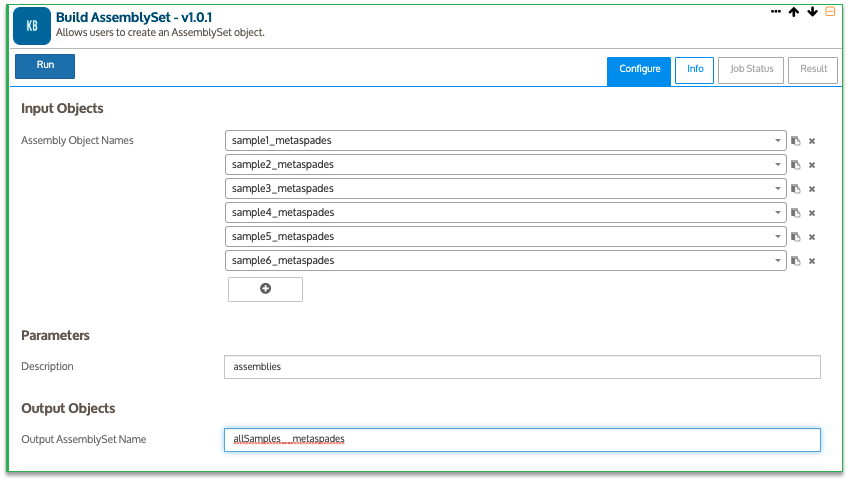 KB
Build AssemblySet - v1.0.1
Allows users to create an AssemblySet object.
Run
Configure
Info
Job Status
Result
Input Objects
Assembly Object Names
sample1_metaspades
sample2_metaspades
sample3_metaspades
sample4_metaspades
sample5_metaspades
sample6_metaspades
Parameters
Description
assemblies
Output Objects
Output AssemblySet Name
allSamples__metaspades